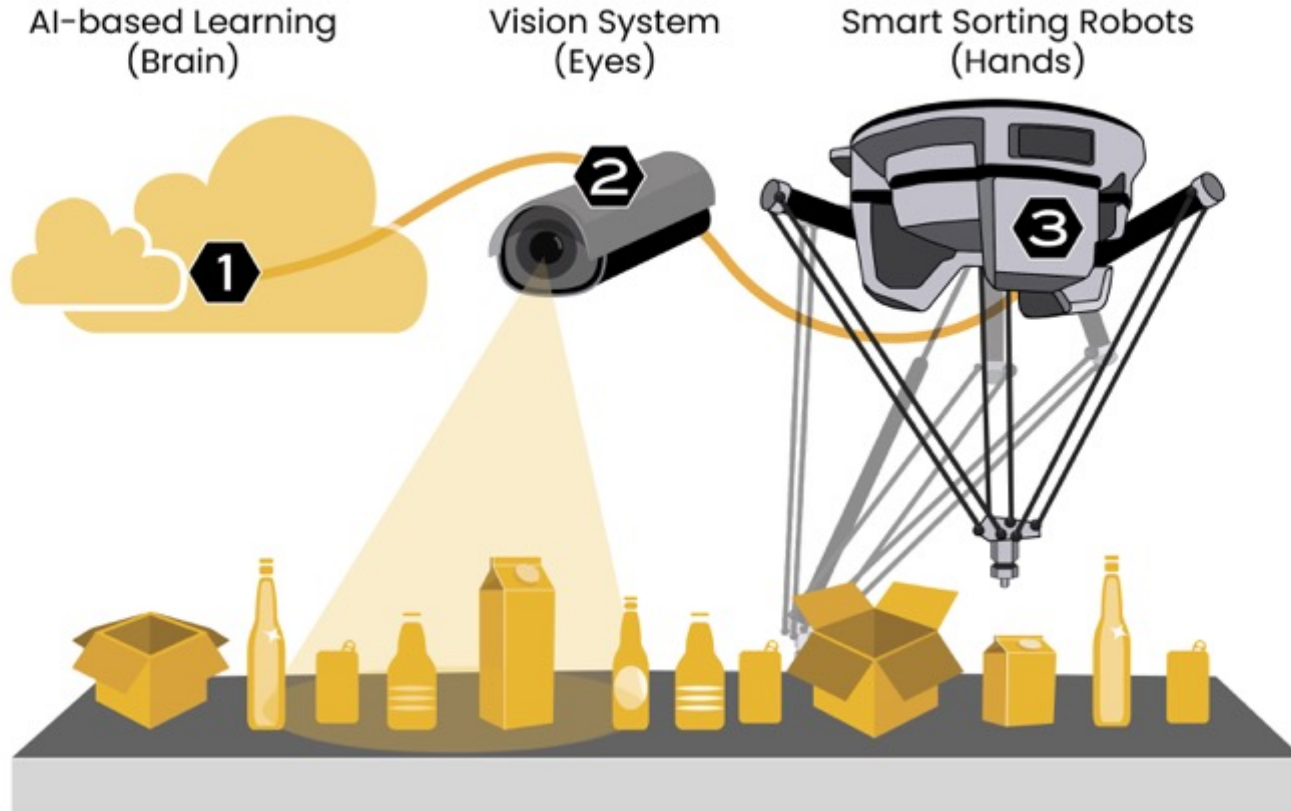 AI-based Learning
(Brain)
Vision System
(Eyes)
Smart Sorting Robots
(Hands)
1
2
3